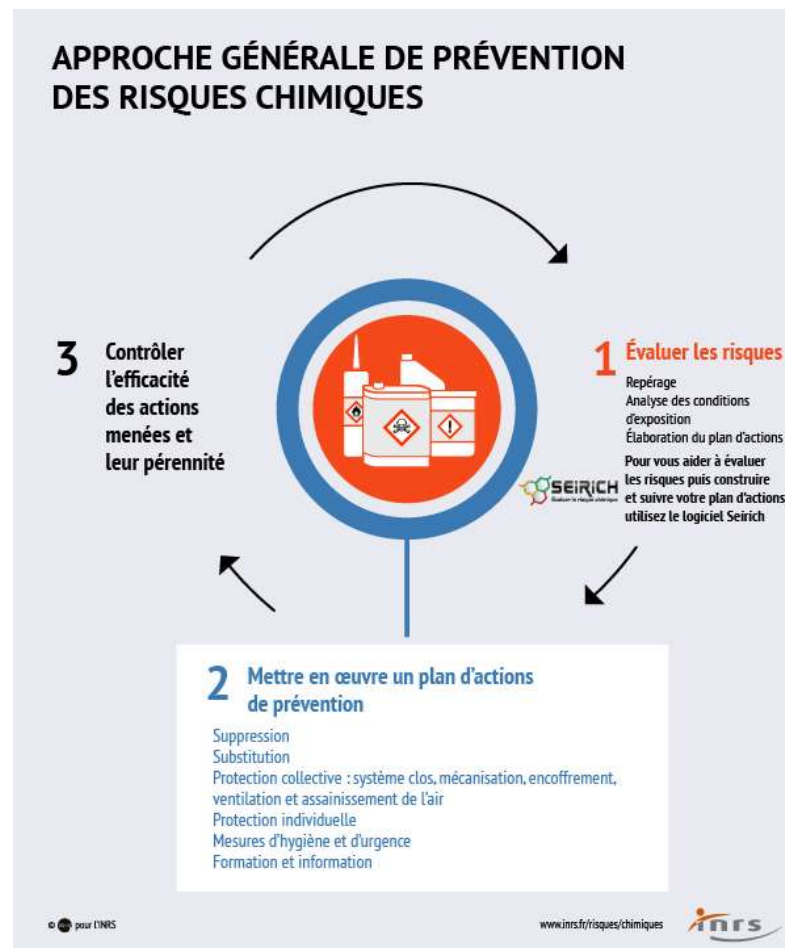 APPROCHE GÉNÉRALE DE PRÉVENTION
DES RISQUES CHIMIQUES
1 Évaluer les risques
Repérage
Analyse des conditions
d'exposition
Élaboration du plan d'actions
Pour vous aider à évaluer
les risques puis construire
et suivre votre plan d'actions
utilisez le logiciel Seirich
SEIRICH
Évaluer le risque chimique
2 Mettre en œuvre un plan d'actions
de prévention
Suppression
Substitution
Protection collective : système clos, mécanisation, encoffrement,
ventilation et assainissement de l'air
Protection individuelle
Mesures d'hygiène et d'urgence
Formation et information
3 Contrôler
l'efficacité
des actions
menées et
leur pérennité
© pour l'INRS
www.inrs.fr/risques/chimiques
inrs